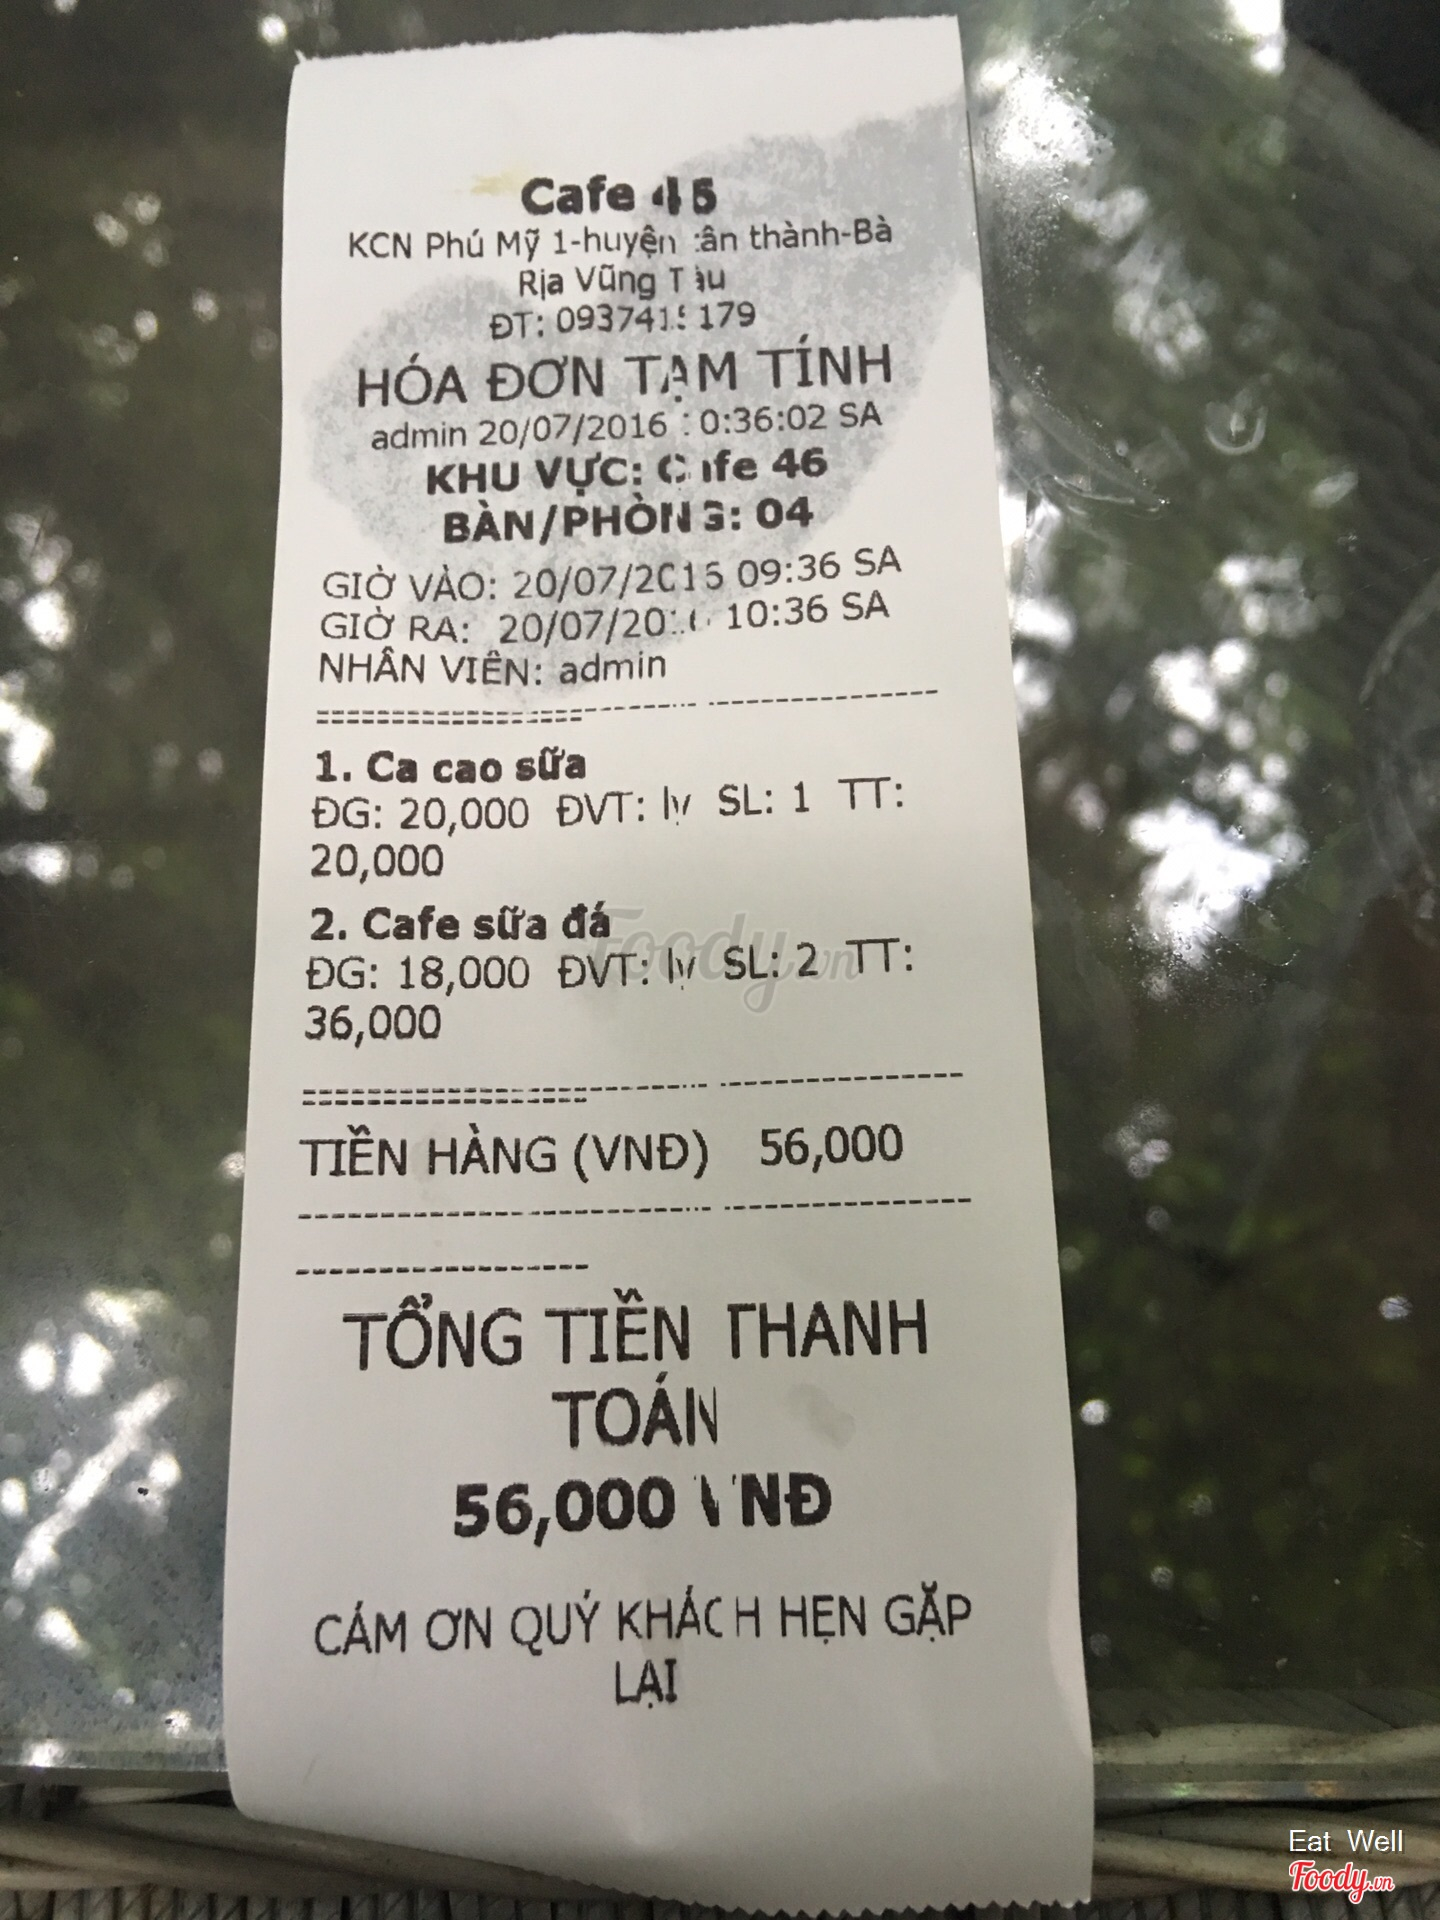 Cafe 46
KCN Phú Mỹ 1-huyện tân thành-Bà
Rịa Vũng Tàu
ĐT:
HÓA ĐƠN TẠM TÍNH
admin 20/07/2016 10:36:02 SA
KHU VỰC: Cafe 46
BÀN/PHÒNG: 04
GIỜ VÀO: 20/07/2016 09:36 SA
GIỜ RA: 20/07/2016 10:36 SA
NHÂN VIÊN: admin
1. Ca cao sữa
ĐG: 20,000 ĐVT: ly SL: 1 TT:
20,000
2. Cafe sữa đá
ĐG: 18,000 ĐVT: ly SL: 2 TT:
36,000
TIỀN HÀNG (VNĐ) 56,000
TỔNG TIỀN THANH
TOÁN
56,000 VNĐ
CÁM ƠN QUÝ KHÁCH HẸN GẶP
LẠI
Foody.vn
Eat Well
Foody.vn